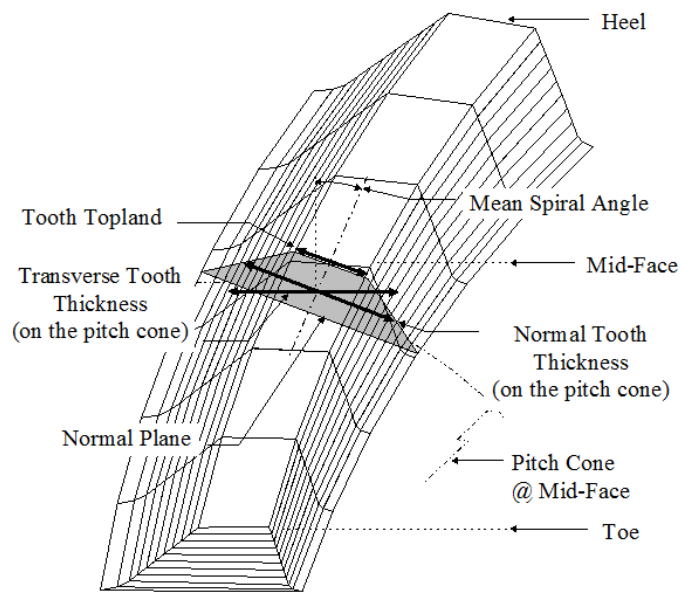 Heel
Mean Spiral Angle
Tooth Topland
Mid-Face
Transverse Tooth
Thickness
(on the pitch cone)
Normal Tooth
Thickness
(on the pitch cone)
Normal Plane
Pitch Cone
@ Mid-Face
Toe